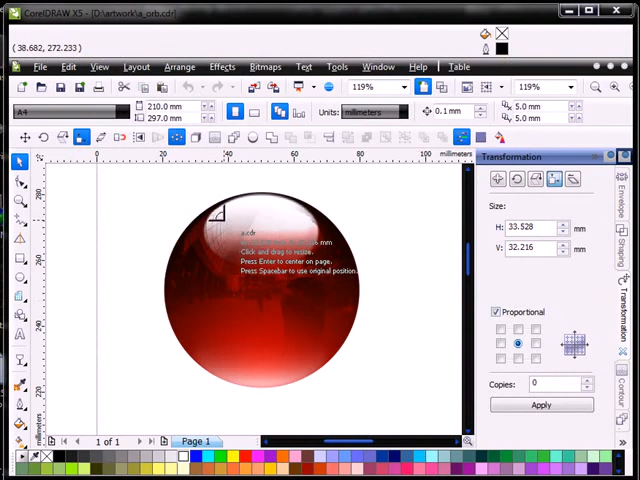 CorelDRAW X5 - [D:\artwork\a_orb.cdr]
(38.682, 272.233)
File Edit View Layout Arrange Effects Bitmaps Text Tools Window Help Table
119% 119%
A4 210.0 mm 297.0 mm Units: millimeters 0.1 mm 5.0 mm 5.0 mm
0 40 60 80 100 millimeters
Transformation
280
260
240
220
millimeters
a.cdr
Click and drag to resize.
Press Enter to center on page.
Press Spacebar to use original position.
Size:
H: 33.528 mm
V: 32.216 mm
Proportional
Copies: 0
Apply
Envelope
Shaping
Transformation
Contour
1 of 1 Page 1